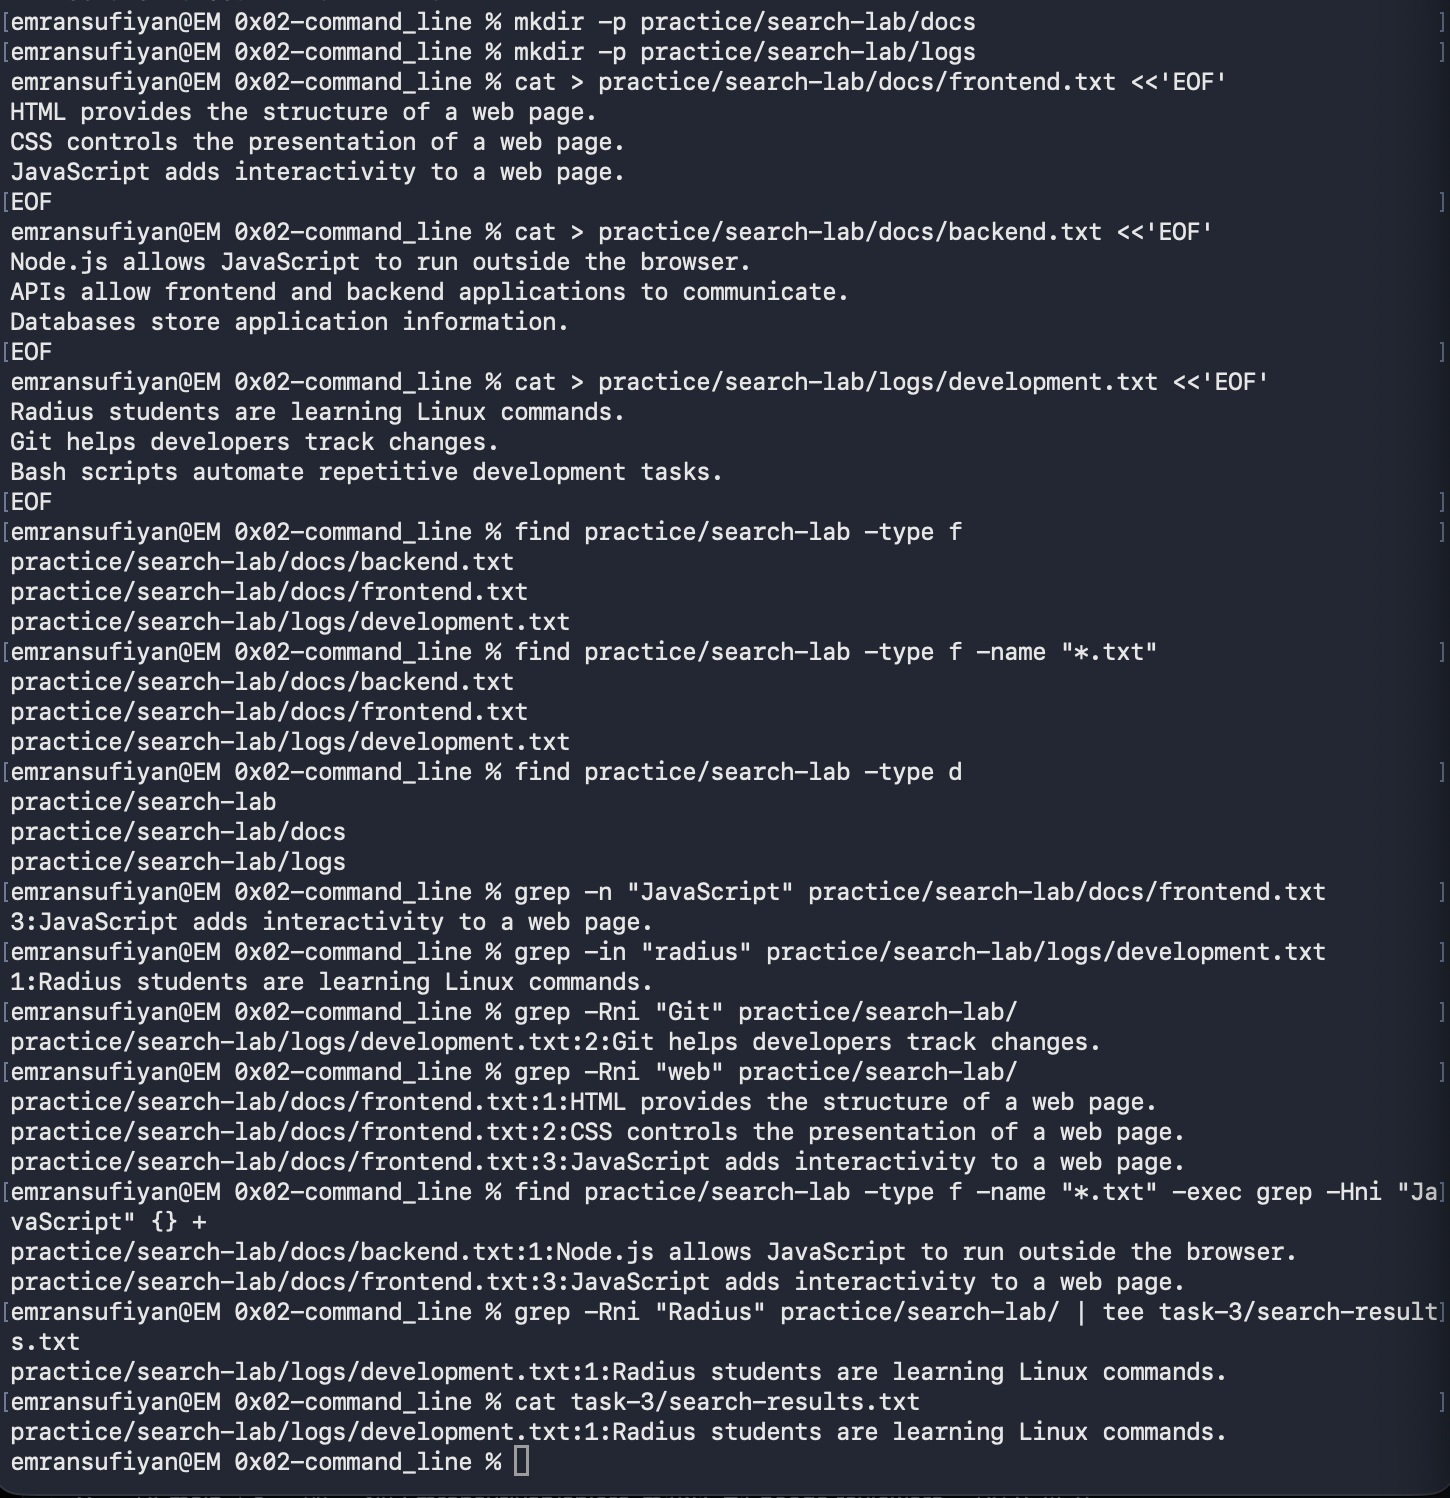 [emransufiyan@EM 0x02-command_line % mkdir -p practice/search-lab/docs ]
[emransufiyan@EM 0x02-command_line % mkdir -p practice/search-lab/logs ]
emransufiyan@EM 0x02-command_line % cat > practice/search-lab/docs/frontend.txt <<'EOF'
HTML provides the structure of a web page.
CSS controls the presentation of a web page.
JavaScript adds interactivity to a web page.
[EOF ]
emransufiyan@EM 0x02-command_line % cat > practice/search-lab/docs/backend.txt <<'EOF'
Node.js allows JavaScript to run outside the browser.
APIs allow frontend and backend applications to communicate.
Databases store application information.
[EOF ]
emransufiyan@EM 0x02-command_line % cat > practice/search-lab/logs/development.txt <<'EOF'
Radius students are learning Linux commands.
Git helps developers track changes.
Bash scripts automate repetitive development tasks.
[EOF ]
[emransufiyan@EM 0x02-command_line % find practice/search-lab -type f ]
practice/search-lab/docs/backend.txt
practice/search-lab/docs/frontend.txt
practice/search-lab/logs/development.txt
[emransufiyan@EM 0x02-command_line % find practice/search-lab -type f -name "*.txt" ]
practice/search-lab/docs/backend.txt
practice/search-lab/docs/frontend.txt
practice/search-lab/logs/development.txt
[emransufiyan@EM 0x02-command_line % find practice/search-lab -type d ]
practice/search-lab
practice/search-lab/docs
practice/search-lab/logs
[emransufiyan@EM 0x02-command_line % grep -n "JavaScript" practice/search-lab/docs/frontend.txt ]
3:JavaScript adds interactivity to a web page.
[emransufiyan@EM 0x02-command_line % grep -in "radius" practice/search-lab/logs/development.txt ]
1:Radius students are learning Linux commands.
[emransufiyan@EM 0x02-command_line % grep -Rni "Git" practice/search-lab/ ]
practice/search-lab/logs/development.txt:2:Git helps developers track changes.
[emransufiyan@EM 0x02-command_line % grep -Rni "web" practice/search-lab/ ]
practice/search-lab/docs/frontend.txt:1:HTML provides the structure of a web page.
practice/search-lab/docs/frontend.txt:2:CSS controls the presentation of a web page.
practice/search-lab/docs/frontend.txt:3:JavaScript adds interactivity to a web page.
[emransufiyan@EM 0x02-command_line % find practice/search-lab -type f -name "*.txt" -exec grep -Hni "Ja]
vaScript" {} +
practice/search-lab/docs/backend.txt:1:Node.js allows JavaScript to run outside the browser.
practice/search-lab/docs/frontend.txt:3:JavaScript adds interactivity to a web page.
[emransufiyan@EM 0x02-command_line % grep -Rni "Radius" practice/search-lab/ | tee task-3/search-result]
s.txt
practice/search-lab/logs/development.txt:1:Radius students are learning Linux commands.
[emransufiyan@EM 0x02-command_line % cat task-3/search-results.txt ]
practice/search-lab/logs/development.txt:1:Radius students are learning Linux commands.
emransufiyan@EM 0x02-command_line %